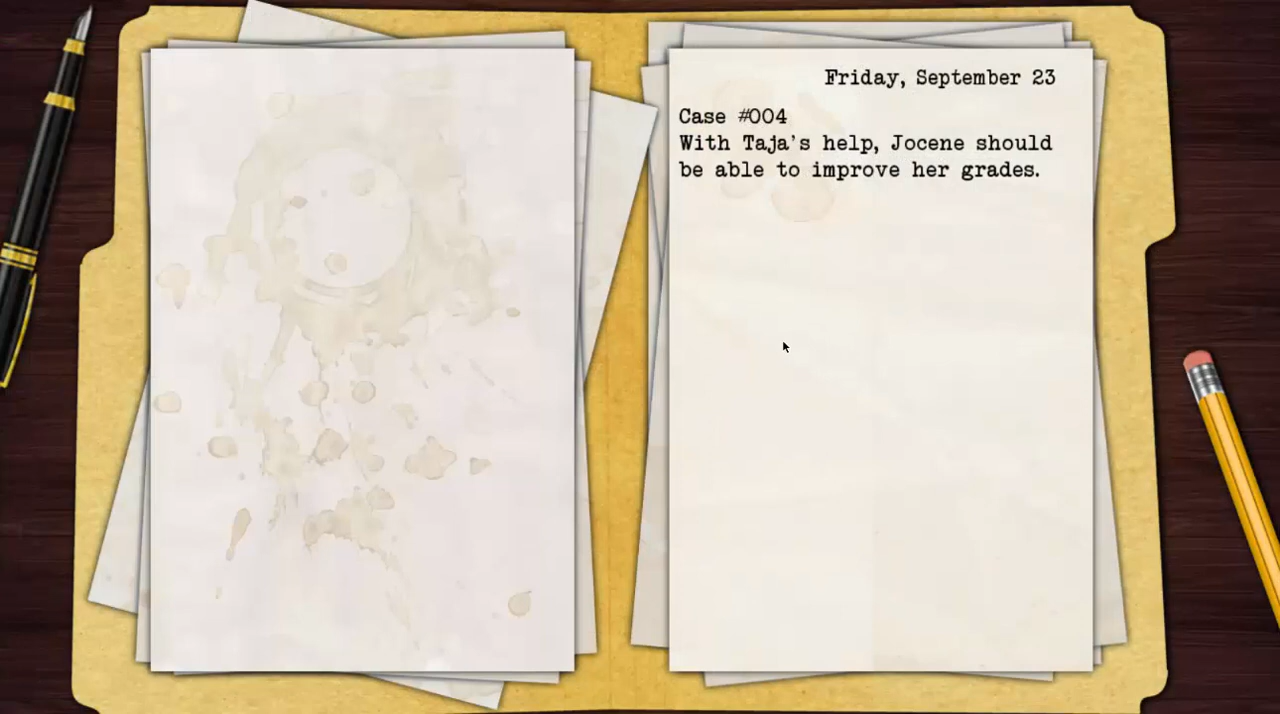 Friday, September 23
Case #004
With Taja's help, Jocene should
be able to improve her grades.